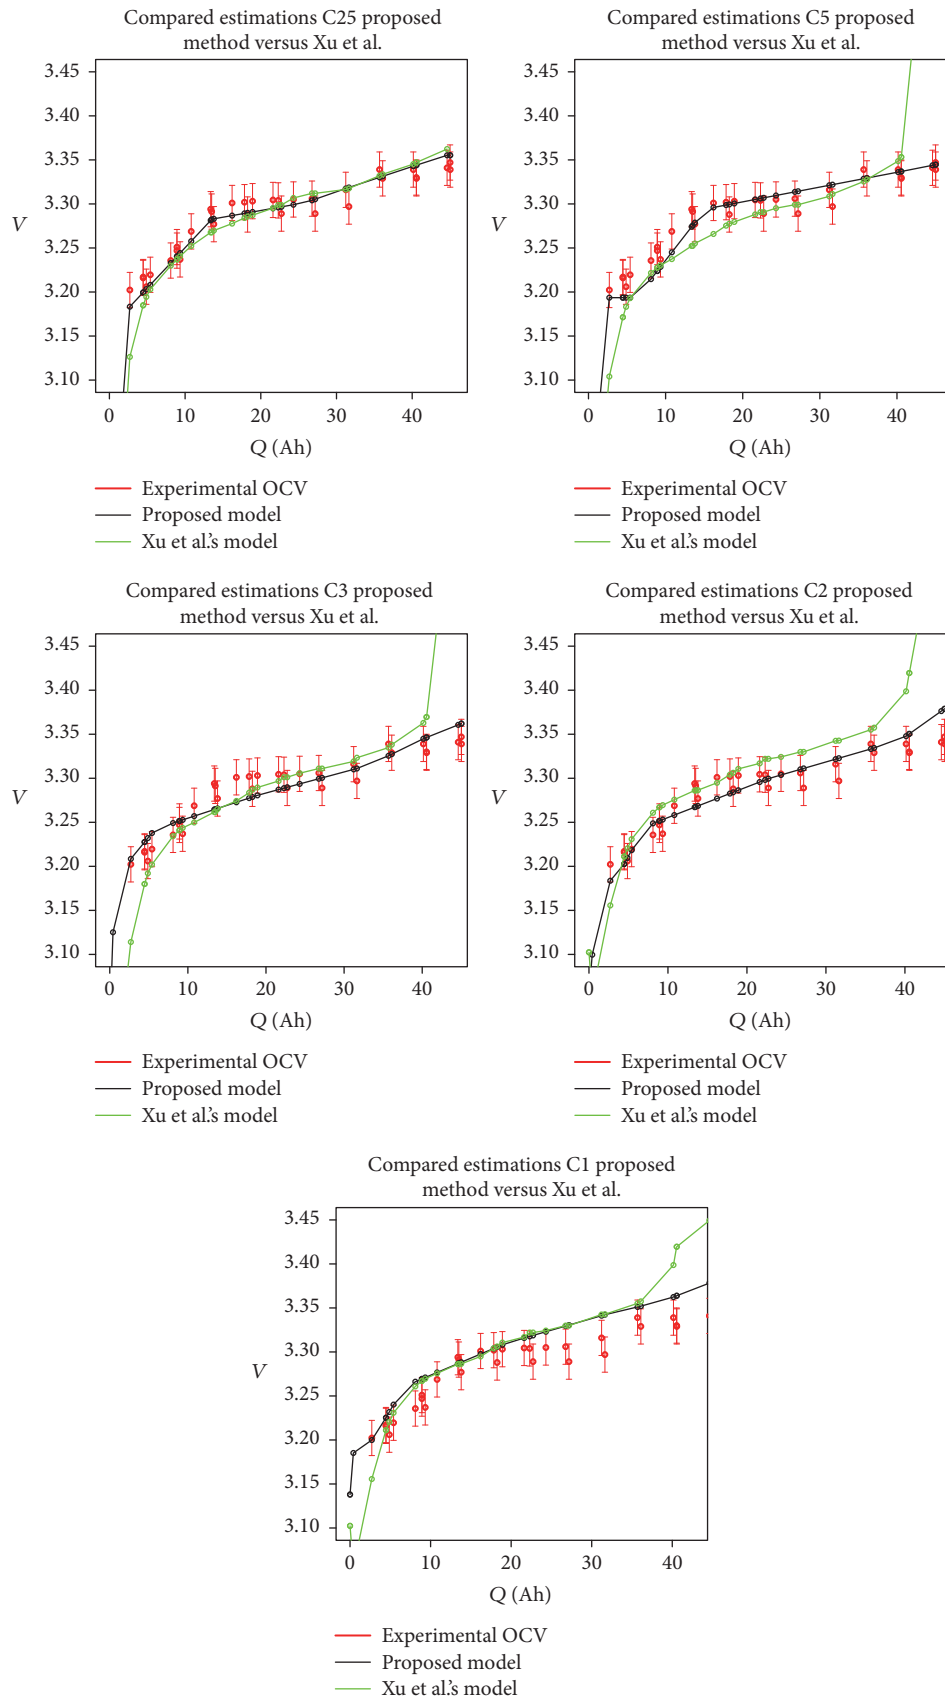 Compared estimations C25 proposed
method versus Xu et al.
3.45
3.40
3.35
3.30
V
3.25
3.20
3.15
3.10
0 10 20 30 40
Q (Ah)
Experimental OCV
Proposed model
Xu et al.'s model
Compared estimations C5 proposed
method versus Xu et al.
3.45
3.40
3.35
3.30
V
3.25
3.20
3.15
3.10
0 10 20 30 40
Q (Ah)
Experimental OCV
Proposed model
Xu et al.'s model
Compared estimations C3 proposed
method versus Xu et al.
3.45
3.40
3.35
3.30
V
3.25
3.20
3.15
3.10
0 10 20 30 40
Q (Ah)
Experimental OCV
Proposed model
Xu et al.'s model
Compared estimations C2 proposed
method versus Xu et al.
3.45
3.40
3.35
3.30
V
3.25
3.20
3.15
3.10
0 10 20 30 40
Q (Ah)
Experimental OCV
Proposed model
Xu et al.'s model
Compared estimations C1 proposed
method versus Xu et al.
3.45
3.40
3.35
3.30
V
3.25
3.20
3.15
3.10
0 10 20 30 40
Q (Ah)
Experimental OCV
Proposed model
Xu et al.'s model